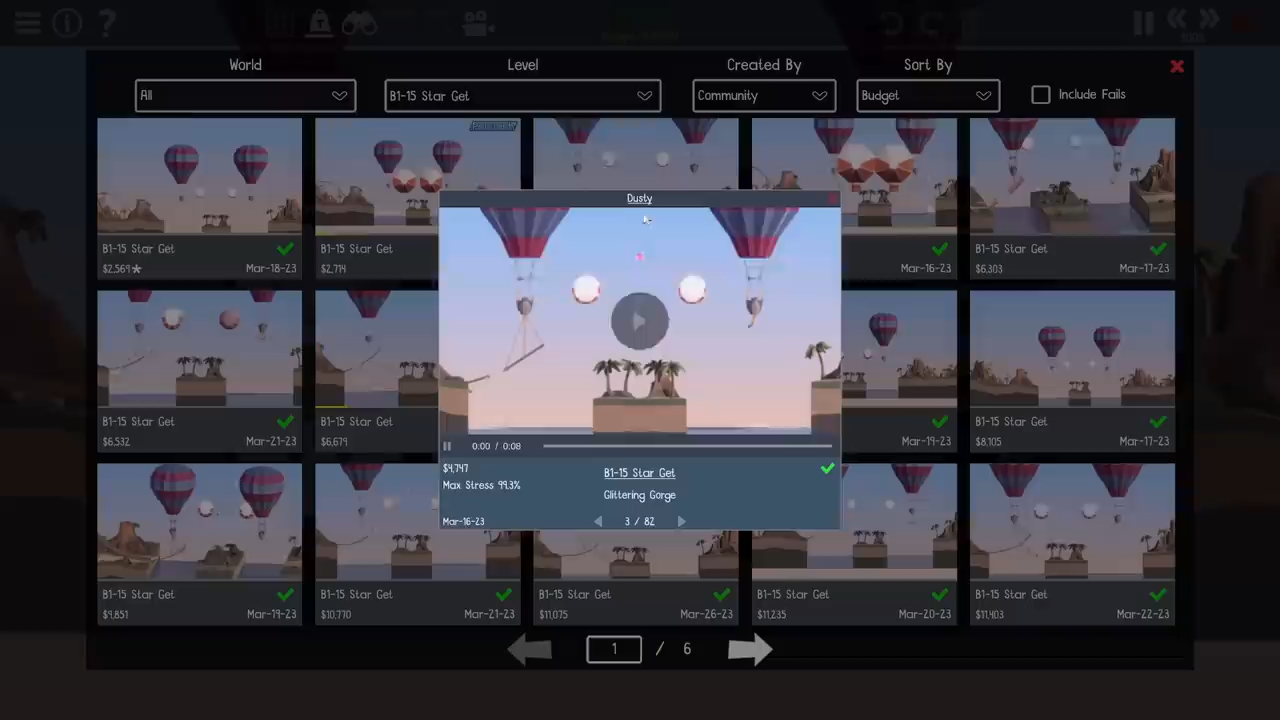 World
Level
Created By
Sort By
All
B1-15 Star Get
Community
Budget
Include Fails
B1-15 Star Get
$2,569*
Mar-18-23
B1-15 Star Get
$2,714
Mar-16-23
B1-15 Star Get
$6,303
Mar-17-23
Dusty
0:00 / 0:08
$4,747
Max Stress 99.3%
B1-15 Star Get
Glittering Gorge
Mar-16-23
3 / 82
B1-15 Star Get
$6,532
Mar-21-23
B1-15 Star Get
$6,679
Mar-19-23
B1-15 Star Get
$8,105
Mar-17-23
B1-15 Star Get
$9,851
Mar-19-23
B1-15 Star Get
$10,770
Mar-21-23
B1-15 Star Get
$11,075
Mar-26-23
B1-15 Star Get
$11,235
Mar-20-23
B1-15 Star Get
$11,403
Mar-22-23
1 / 6